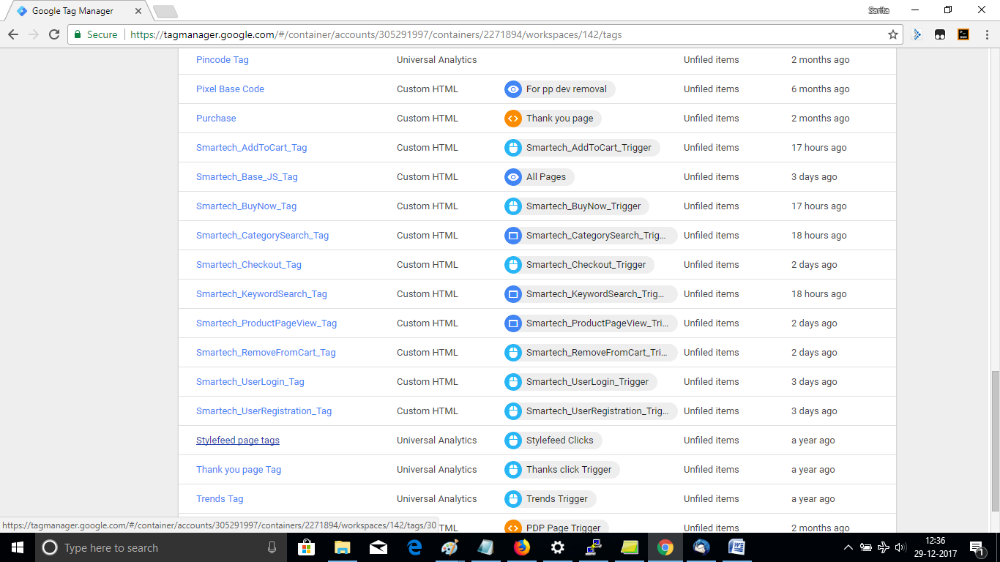 Google Tag Manager
Sarita
Secure https://tagmanager.google.com/#/container/accounts/305291997/containers/2271894/workspaces/142/tags
Pincode Tag Universal Analytics Unfiled items 2 months ago
Pixel Base Code Custom HTML For pp dev removal Unfiled items 6 months ago
Purchase Custom HTML Thank you page Unfiled items 2 months ago
Smartech_AddToCart_Tag Custom HTML Smartech_AddToCart_Trigger Unfiled items 17 hours ago
Smartech_Base_JS_Tag Custom HTML All Pages Unfiled items 3 days ago
Smartech_BuyNow_Tag Custom HTML Smartech_BuyNow_Trigger Unfiled items 17 hours ago
Smartech_CategorySearch_Tag Custom HTML Smartech_CategorySearch_Trig... Unfiled items 18 hours ago
Smartech_Checkout_Tag Custom HTML Smartech_Checkout_Trigger Unfiled items 2 days ago
Smartech_KeywordSearch_Tag Custom HTML Smartech_KeywordSearch_Trig... Unfiled items 18 hours ago
Smartech_ProductPageView_Tag Custom HTML Smartech_ProductPageView_Tri... Unfiled items 2 days ago
Smartech_RemoveFromCart_Tag Custom HTML Smartech_RemoveFromCart_Tri... Unfiled items 2 days ago
Smartech_UserLogin_Tag Custom HTML Smartech_UserLogin_Trigger Unfiled items 3 days ago
Smartech_UserRegistration_Tag Custom HTML Smartech_UserRegistration_Trig... Unfiled items 3 days ago
Stylefeed page tags Universal Analytics Stylefeed Clicks Unfiled items a year ago
Thank you page Tag Universal Analytics Thanks click Trigger Unfiled items a year ago
Trends Tag Universal Analytics Trends Trigger Unfiled items a year ago
https://tagmanager.google.com/#/container/accounts/305291997/containers/2271894/workspaces/142/tags/30 HTML PDP Page Trigger Unfiled items 2 months ago
Type here to search
12:36
29-12-2017
1